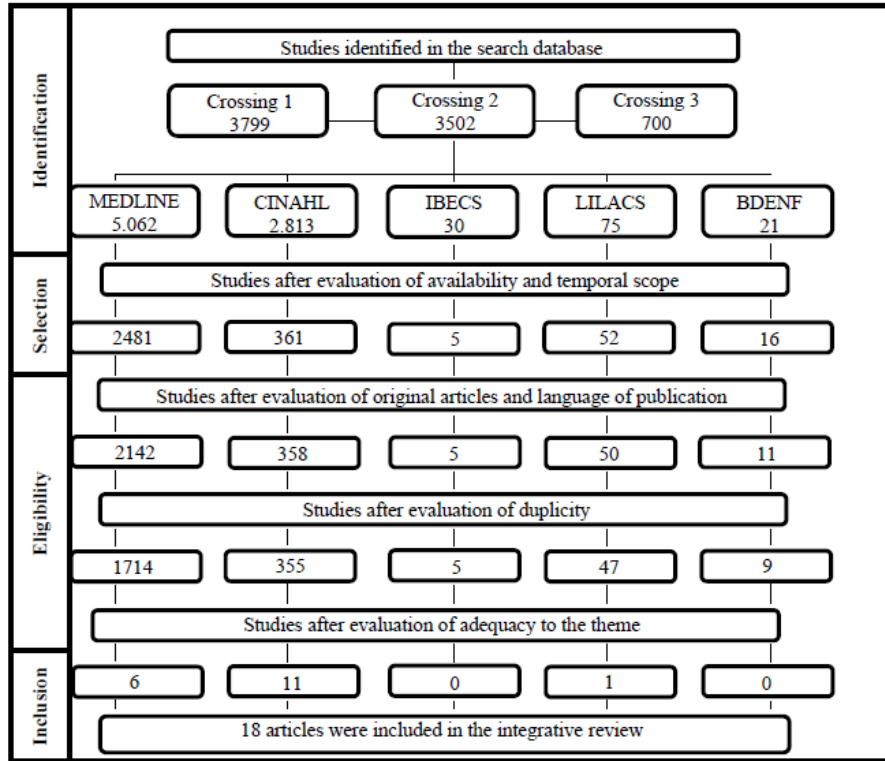 Identification
Studies identified in the search database
Crossing 1
3799
Crossing 2
3502
Crossing 3
700
MEDLINE
5.062
CINAHL
2.813
IBECS
30
LILACS
75
BDENF
21
Selection
Studies after evaluation of availability and temporal scope
2481
361
5
52
16
Eligibility
Studies after evaluation of original articles and language of publication
2142
358
5
50
11
Studies after evaluation of duplicity
1714
355
5
47
9
Studies after evaluation of adequacy to the theme
Inclusion
6
11
0
1
0
18 articles were included in the integrative review